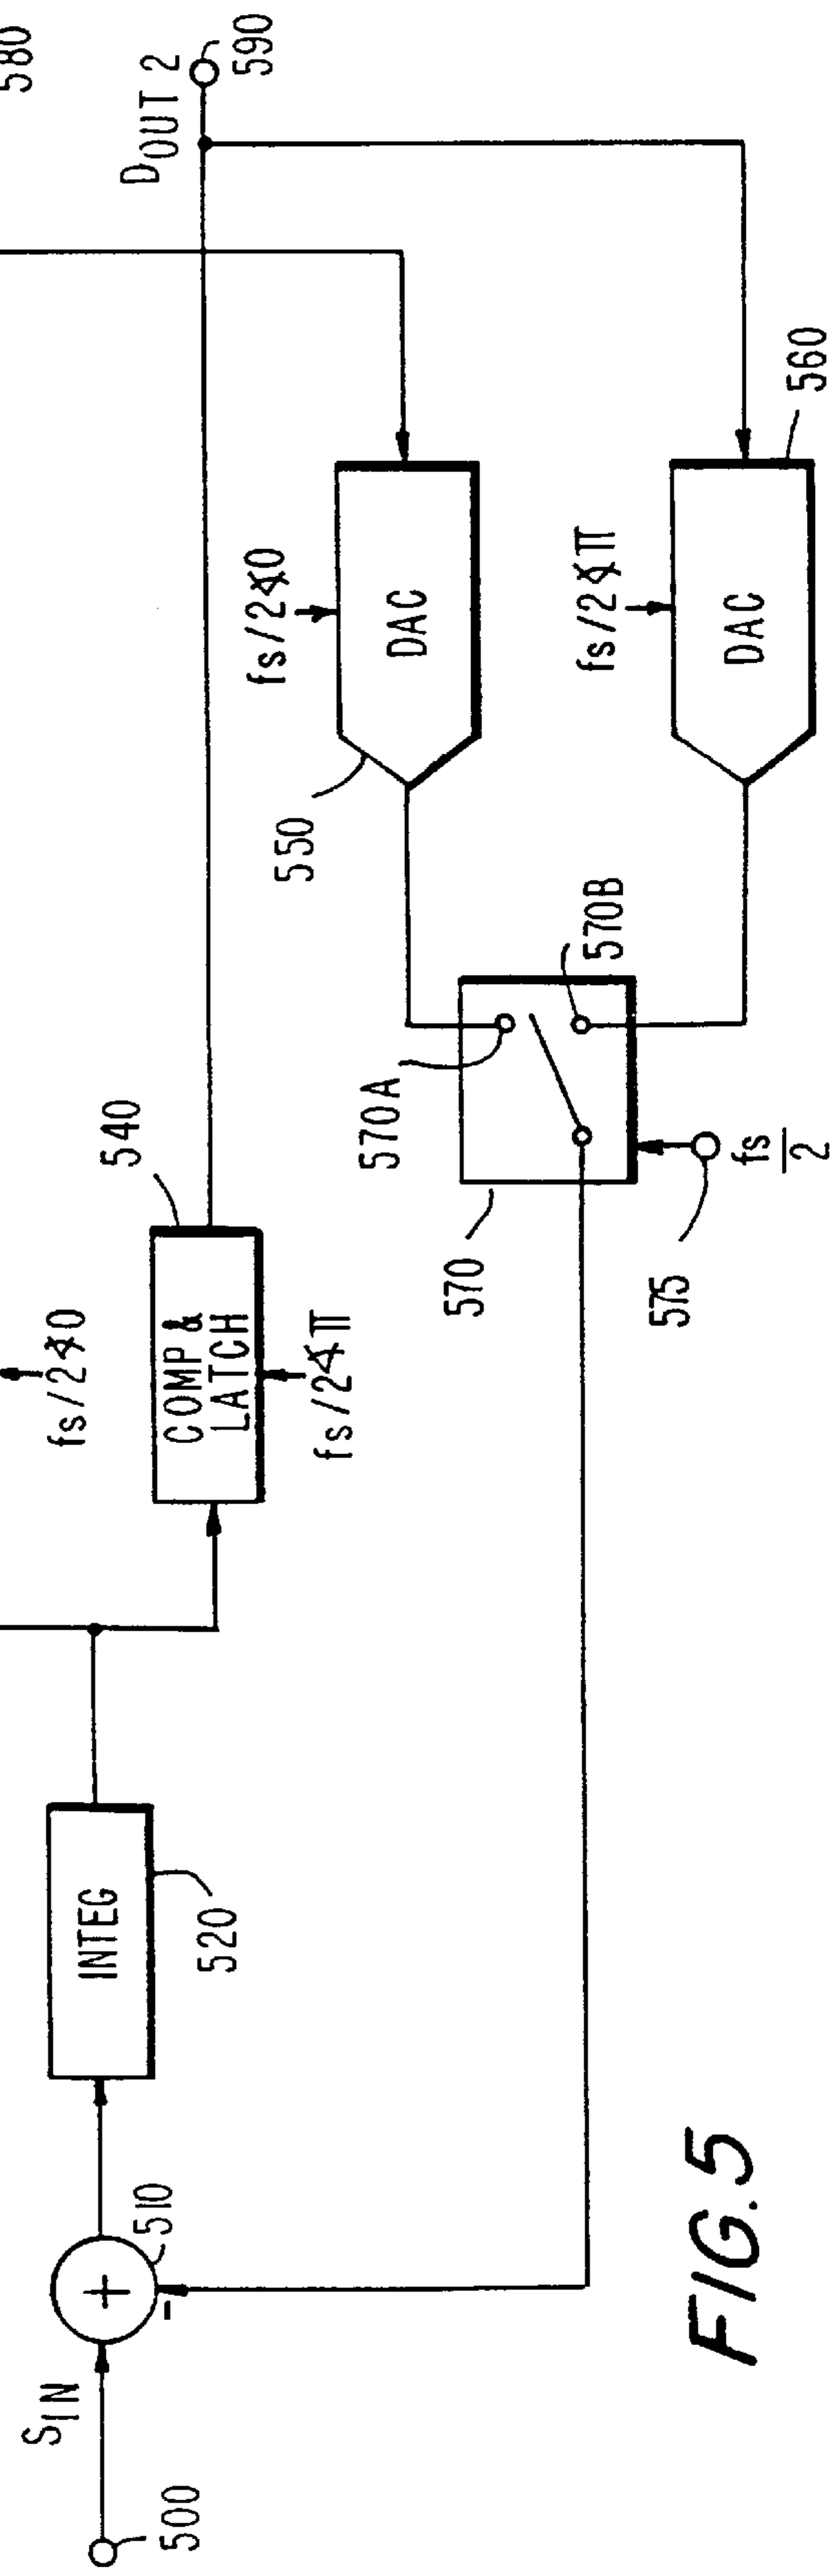 580
D_OUT 2
590
fs/2∢0
540
COMP &
LATCH
fs/2∢π
fs/2∢0
DAC
550
fs/2∢π
DAC
560
570A
570B
570
575
fs/2
INTEG
520
S_IN
510
+
-
500
FIG. 5